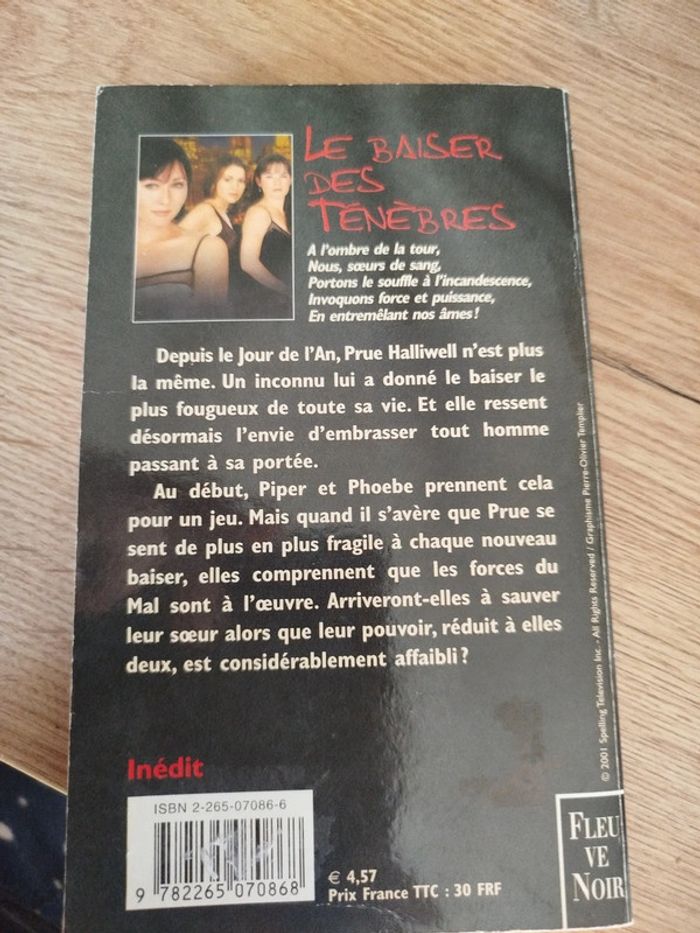 LE BAISER
DES
TÉNÈBRES
A l'ombre de la tour,
Nous, sœurs de sang,
Portons le souffle à l'incandescence,
Invoquons force et puissance,
En entremêlant nos âmes !
Depuis le Jour de l'An, Prue Halliwell n'est plus
la même. Un inconnu lui a donné le baiser le
plus fougueux de toute sa vie. Et elle ressent
désormais l'envie d'embrasser tout homme
passant à sa portée.
Au début, Piper et Phoebe prennent cela
pour un jeu. Mais quand il s'avère que Prue se
sent de plus en plus fragile à chaque nouveau
baiser, elles comprennent que les forces du
Mal sont à l'œuvre. Arriveront-elles à sauver
leur sœur alors que leur pouvoir, réduit à elles
deux, est considérablement affaibli ?
© 2001 Spelling Television Inc. - All Rights Reserved / Graphisme Pierre-Olivier Templier
Inédit
ISBN 2-265-07086-6
9 782265 070868
€ 4,57
Prix France TTC : 30 FRF
FLEU
VE
NOIR